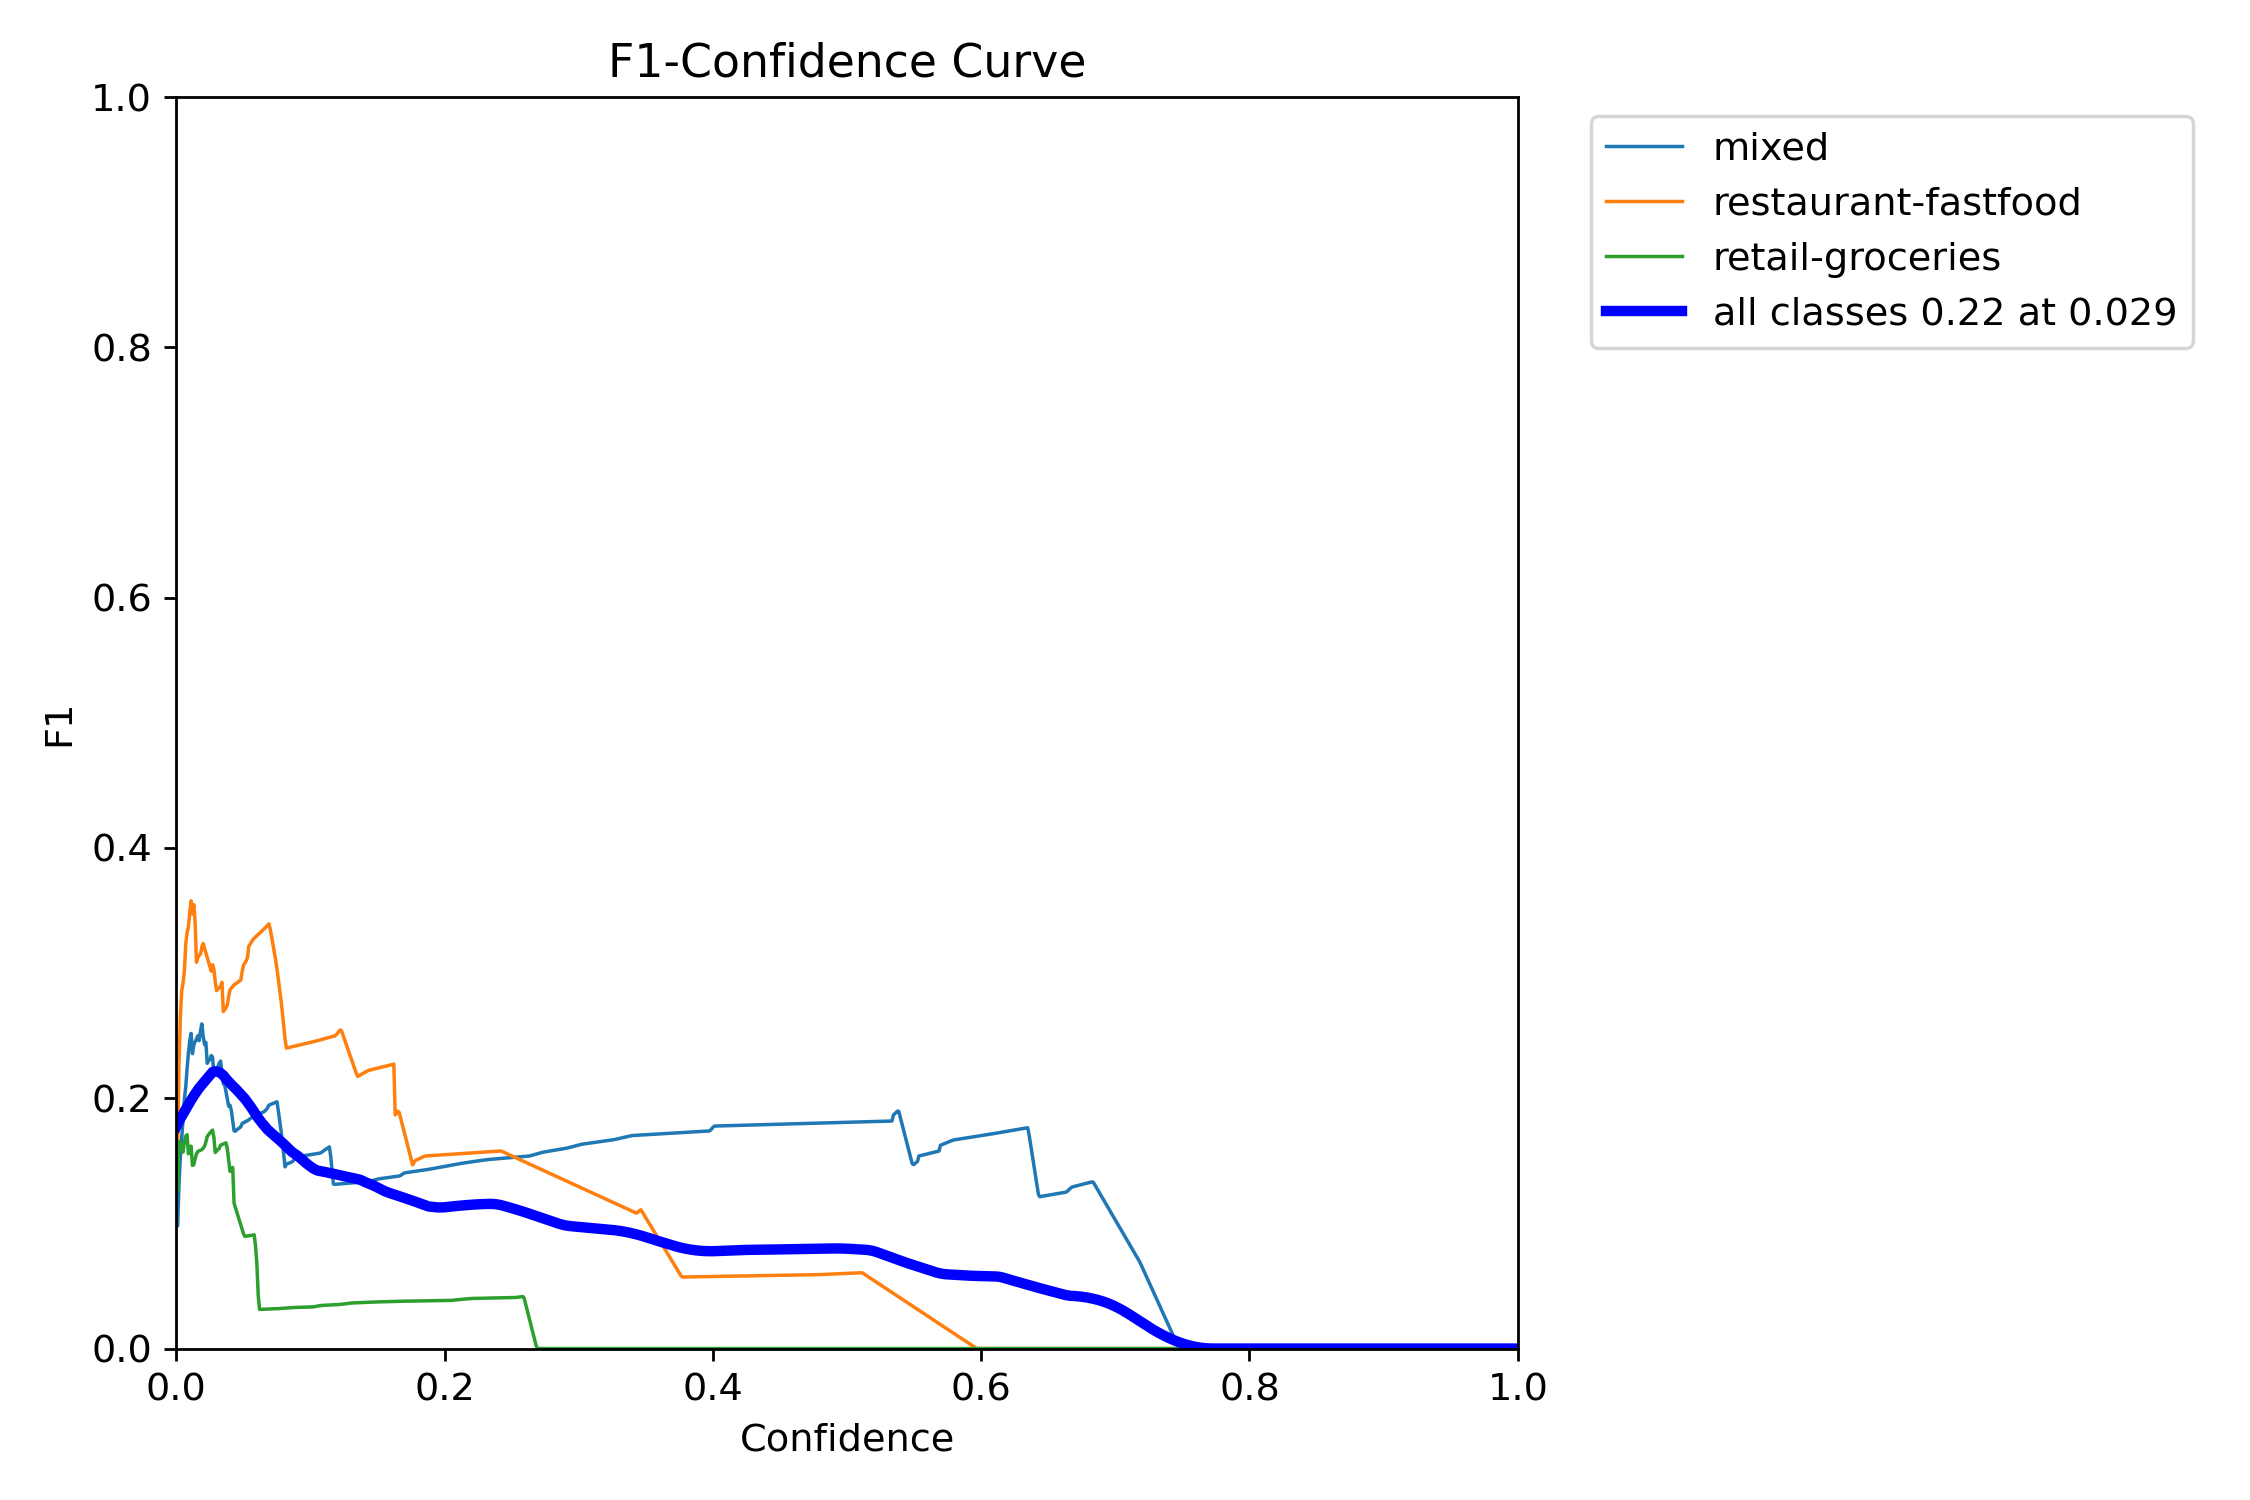 F1-Confidence Curve
1.0
0.8
0.6
0.4
0.2
0.0
F1
0.0 0.2 0.4 0.6 0.8 1.0
Confidence
mixed
restaurant-fastfood
retail-groceries
all classes 0.22 at 0.029